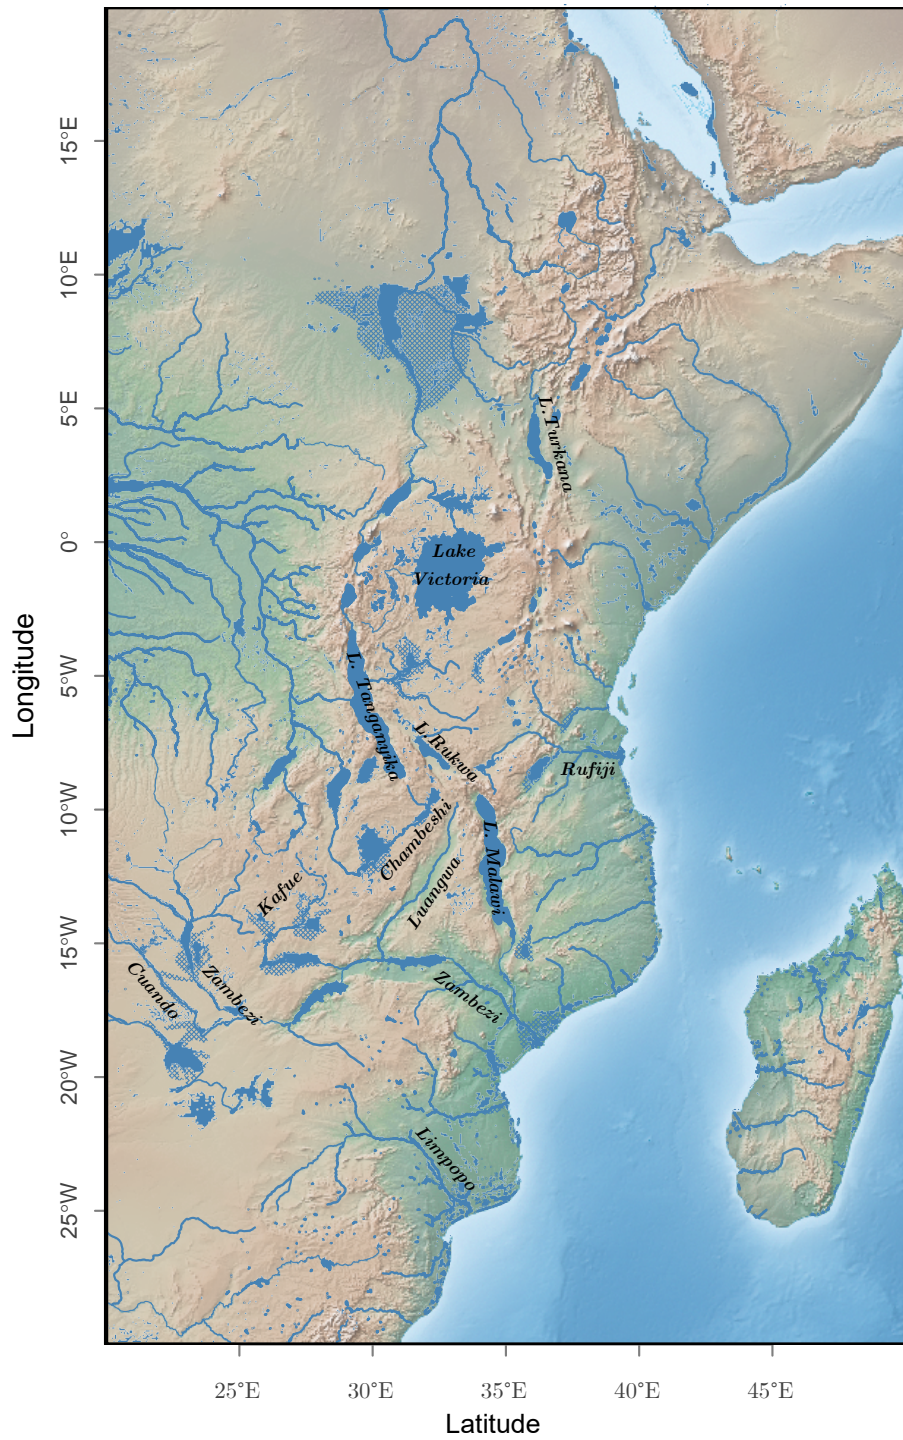 15°E
10°E
5°E
0°
5°W
10°W
15°W
20°W
25°W
Longitude
L.Turkana
Lake
Victoria
L. Tanganyika
L.Rukwa
Rufiji
Chambeshi
L. Malawi
Luangwa
Kafue
Cuando
Zambezi
Zambezi
Limpopo
25°E
30°E
35°E
40°E
45°E
Latitude